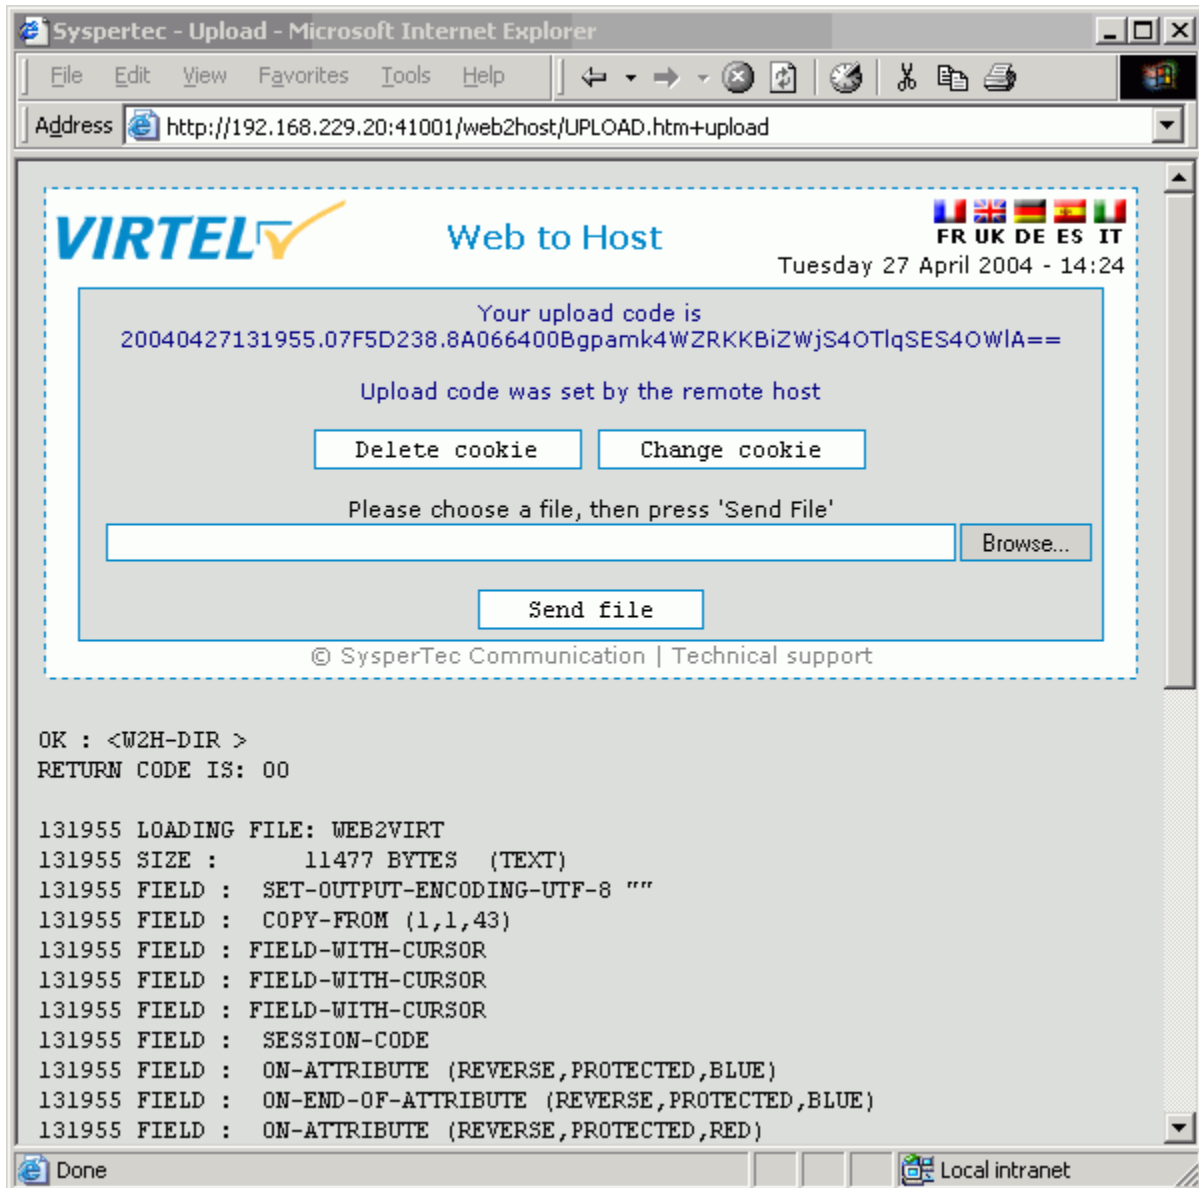 Syspertec - Upload - Microsoft Internet Explorer
File Edit View Favorites Tools Help
Address http://192.168.229.20:41001/web2host/UPLOAD.htm+upload
VIRTEL
Web to Host
FR UK DE ES IT
Tuesday 27 April 2004 - 14:24
Your upload code is
20040427131955.07F5D238.8A066400Bgpamk4WZRKKBiZWjS4OTlqSES4OWlA==
Upload code was set by the remote host
Delete cookie Change cookie
Please choose a file, then press 'Send File'
Browse...
Send file
© SysperTec Communication | Technical support
OK : <W2H-DIR >
RETURN CODE IS: 00
131955 LOADING FILE: WEB2VIRT
131955 SIZE : 11477 BYTES (TEXT)
131955 FIELD : SET-OUTPUT-ENCODING-UTF-8 ""
131955 FIELD : COPY-FROM (1,1,43)
131955 FIELD : FIELD-WITH-CURSOR
131955 FIELD : FIELD-WITH-CURSOR
131955 FIELD : FIELD-WITH-CURSOR
131955 FIELD : SESSION-CODE
131955 FIELD : ON-ATTRIBUTE (REVERSE,PROTECTED,BLUE)
131955 FIELD : ON-END-OF-ATTRIBUTE (REVERSE,PROTECTED,BLUE)
131955 FIELD : ON-ATTRIBUTE (REVERSE,PROTECTED,RED)
Done
Local intranet